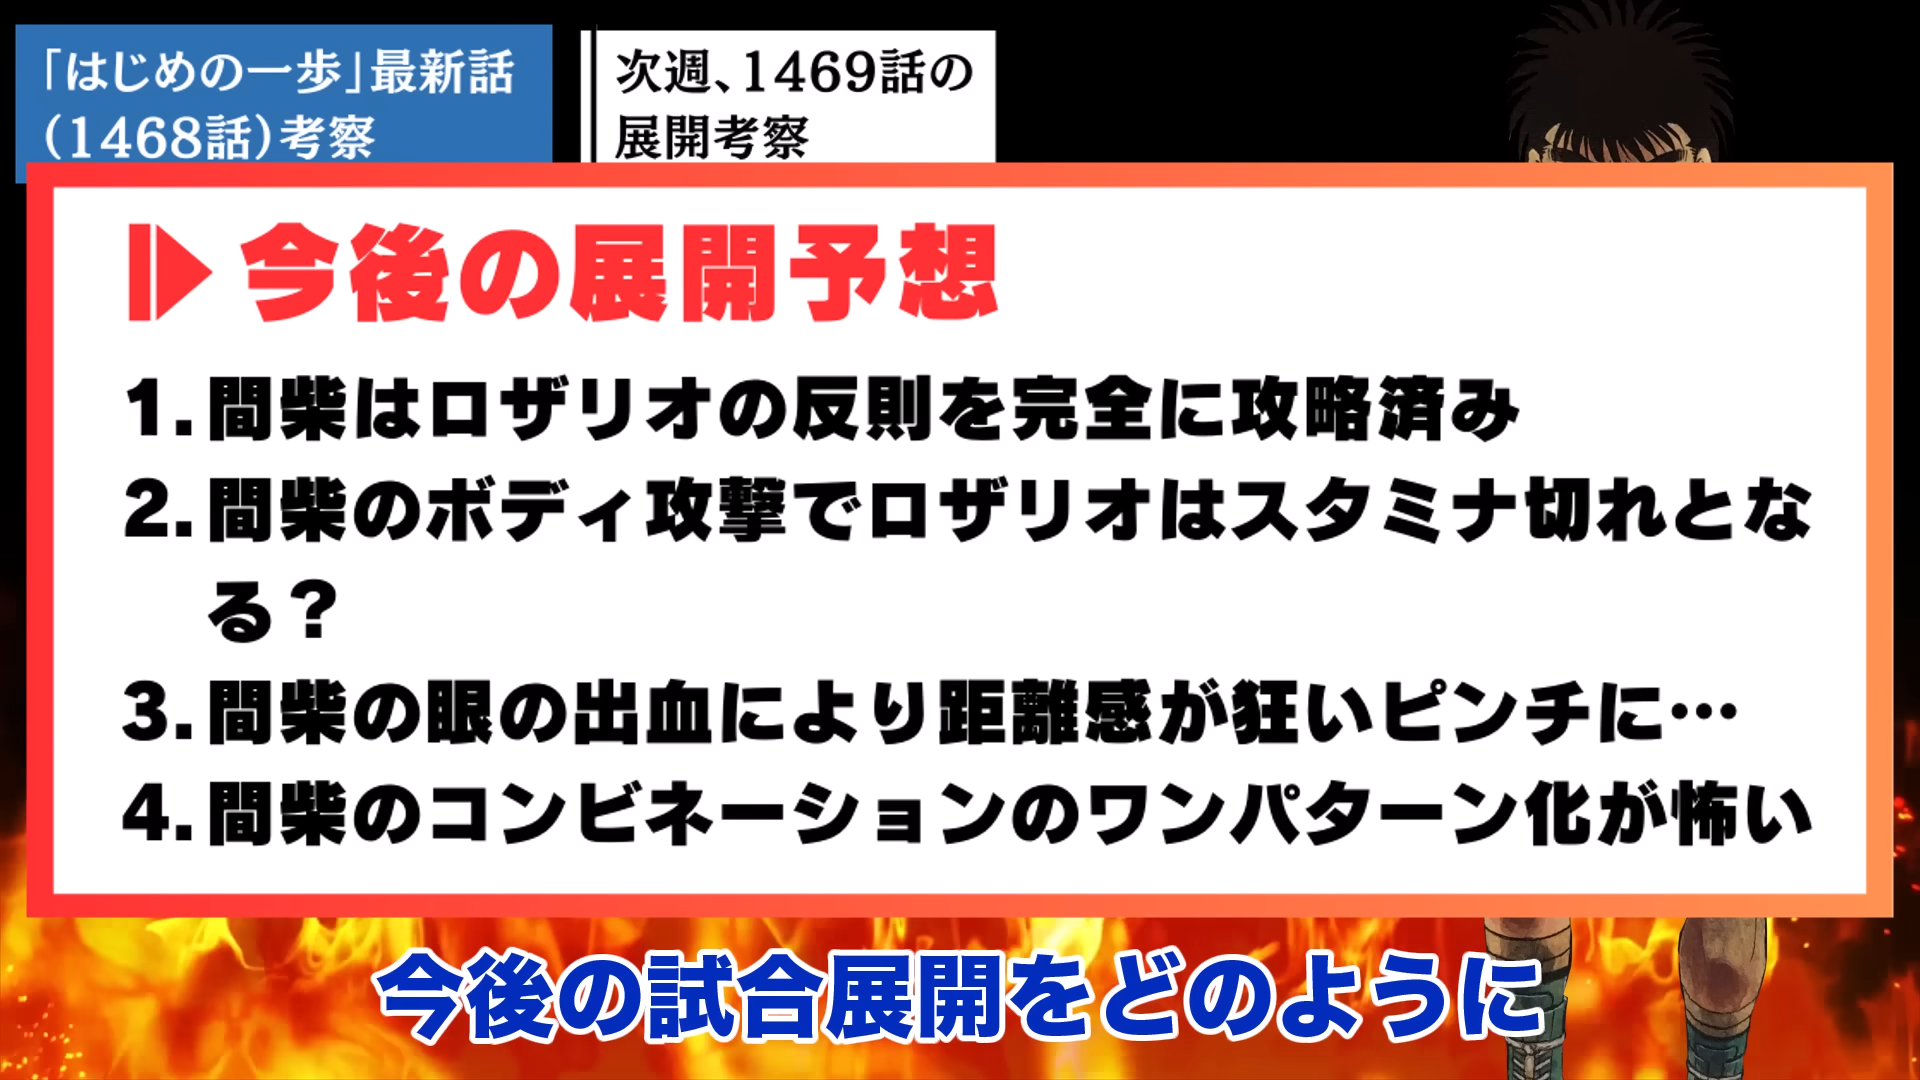 「はじめの一歩」最新話
（1468話）考察
次週、1469話の
展開考察
今後の展開予想
1. 間柴はロザリオの反則を完全に攻略済み
2. 間柴のボディ攻撃でロザリオはスタミナ切れとな
る？
3. 間柴の眼の出血により距離感が狂いピンチに…
4. 間柴のコンビネーションのワンパターン化が怖い
今後の試合展開をどのように